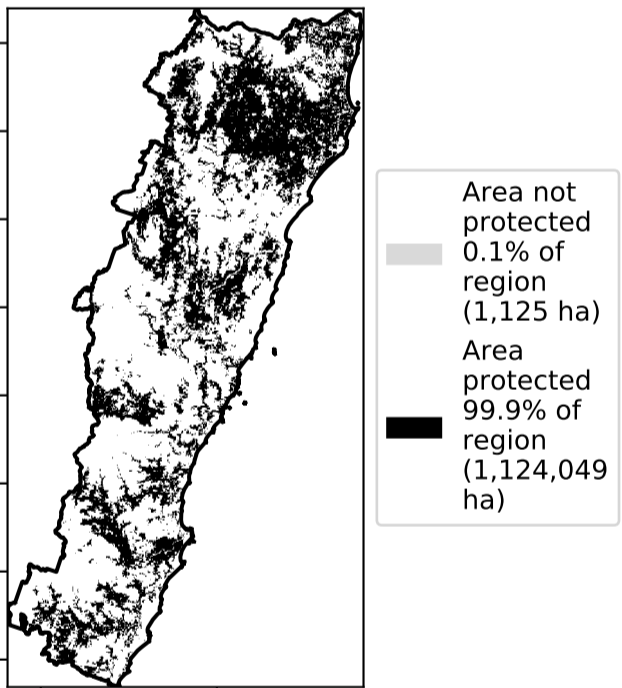 Area not
protected
0.1% of
region
(1,125 ha)
Area
protected
99.9% of
region
(1,124,049
ha)